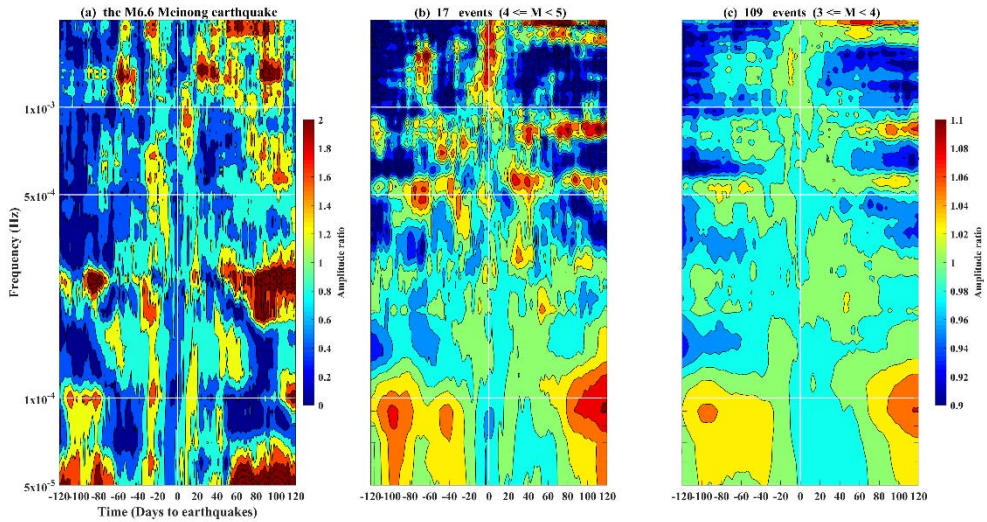 (a) the M6.6 Meinong earthquake
(b) 17 events (4 <= M < 5)
(c) 109 events (3 <= M < 4)
Frequency (Hz)
1x10⁻³
5x10⁻⁴
1x10⁻⁴
5x10⁻⁵
-120-100 -80 -60 -40 -20 0 20 40 60 80 100 120
Time (Days to earthquakes)
2
1.8
1.6
1.4
1.2
1
0.8
0.6
0.4
0.2
0
Amplitude ratio
-120-100 -80 -60 -40 -20 0 20 40 60 80 100 120
-120-100 -80 -60 -40 -20 0 20 40 60 80 100 120
1.1
1.08
1.06
1.04
1.02
1
0.98
0.96
0.94
0.92
0.9
Amplitude ratio